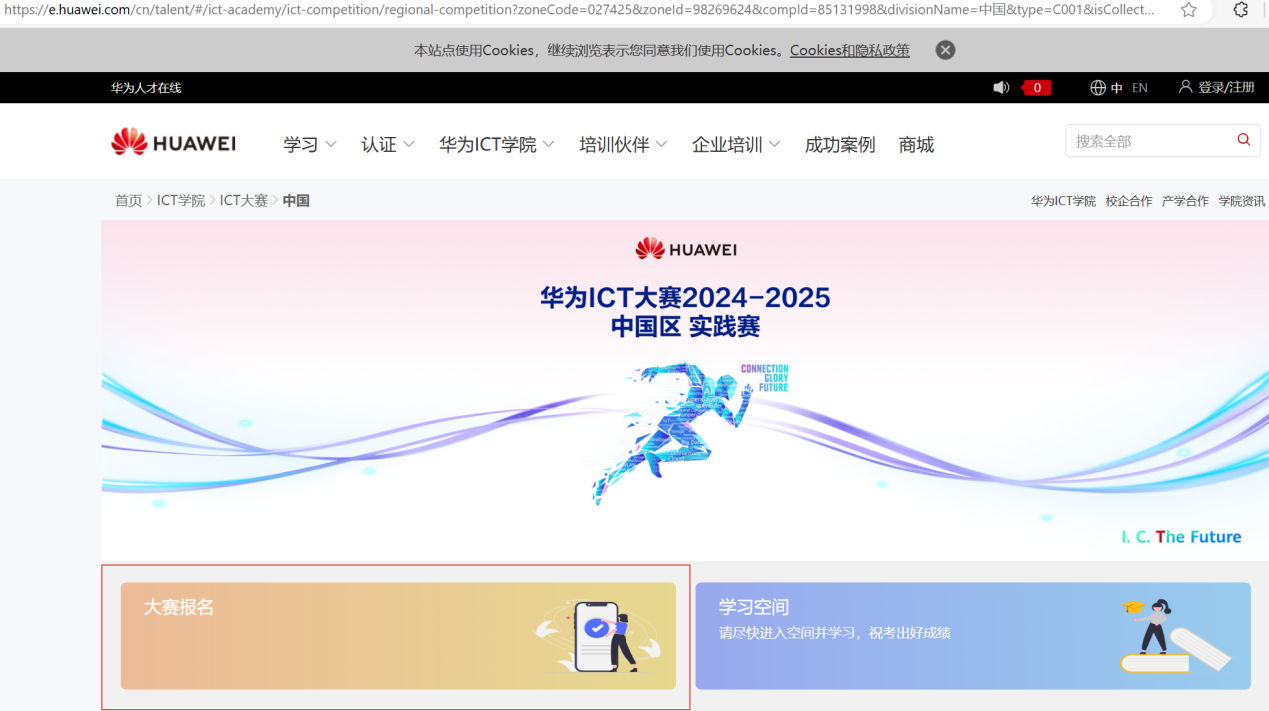 https://e.huawei.com/cn/talent/#/ict-academy/ict-competition/regional-competition?zoneCode=027425&zoneId=98269624&compId=85131998&divisionName=中国&type=C001&isCollect...
本站点使用Cookies，继续浏览表示您同意我们使用Cookies。Cookies和隐私政策
华为人才在线 0 中 EN 登录/注册
HUAWEI 学习 认证 华为ICT学院 培训伙伴 企业培训 成功案例 商城 搜索全部
首页 > ICT学院 > ICT大赛 > 中国 华为ICT学院 校企合作 产学合作 学院资讯
HUAWEI
华为ICT大赛2024-2025
中国区 实践赛
CONNECTION
GLORY
FUTURE
I. C. The Future
大赛报名
学习空间
请尽快进入空间并学习，祝考出好成绩